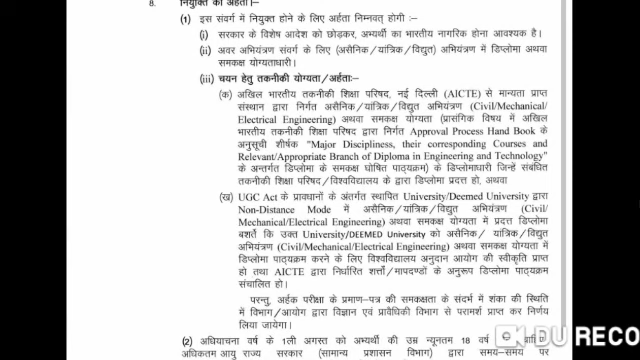 8. नियुक्ति की अर्हता
(1) इस संवर्ग में नियुक्त होने के लिए अर्हता निम्नवत् होगी :-
(i) सरकार के विशेष आदेश को छोड़कर, अभ्यर्थी का भारतीय नागरिक होना आवश्यक है।
(ii) अवर अभियंत्रण संवर्ग के लिए (असैनिक/यांत्रिक/विद्युत) अभियंत्रण में डिप्लोमा अथवा
समकक्ष योग्यताधारी।
(iii) चयन हेतु तकनीकी योग्यता/अर्हता:-
(क) अखिल भारतीय तकनीकी शिक्षा परिषद, नई दिल्ली (AICTE) से मान्यता प्राप्त
संस्थान द्वारा निर्गत असैनिक/यांत्रिक/विद्युत अभियंत्रण (Civil/Mechanical/
Electrical Engineering) अथवा समकक्ष योग्यता (प्रासंगिक विषय में अखिल
भारतीय तकनीकी शिक्षा परिषद द्वारा निर्गत Approval Process Hand Book के
अनुसूची शीर्षक "Major Discipliness, their corresponding Courses and
Relevant/Appropriate Branch of Diploma in Engineering and Technology"
के अन्तर्गत डिप्लोमा के समकक्ष घोषित पाठ्यक्रम) के डिप्लोमाधारी जिन्हें संबंधित
तकनीकी शिक्षा परिषद/विश्वविद्यालय के द्वारा डिप्लोमा प्रदत्त हो, अथवा
(ख) UGC Act के प्रावधानों के अंतर्गत स्थापित University/Deemed University द्वारा
Non-Distance Mode में असैनिक/यांत्रिक/विद्युत अभियंत्रण (Civil/
Mechanical/Electrical Engineering) अथवा समकक्ष योग्यता में प्रदत्त डिप्लोमा
बशर्ते कि उक्त University/DEEMED University को असैनिक/ यांत्रिक/विद्युत
अभियंत्रण (Civil/Mechanical/Electrical Engineering) अथवा समकक्ष योग्यता में
डिप्लोमा पाठ्यक्रम करने के लिए विश्वविद्यालय अनुदान आयोग की स्वीकृति प्राप्त
हो तथा AICTE द्वारा निर्धारित शर्त्तों/मापदण्डों के अनुरूप डिप्लोमा पाठ्यक्रम
संचालित हो।
परन्तु, अर्हक परीक्षा के प्रमाण-पत्र की समकक्षता के संदर्भ में शंका की स्थिति
में विभाग/आयोग द्वारा विज्ञान एवं प्रावैधिकी विभाग से परामर्श प्राप्त कर निर्णय
लिया जायेगा।
(2) अधियाचना वर्ष के 1ली अगस्त को अभ्यर्थी की उम्र न्यूनतम 18 वर्ष
अधिकतम आयु राज्य सरकार (सामान्य प्रशासन विभाग) द्वारा समय-समय पर
DU RECO